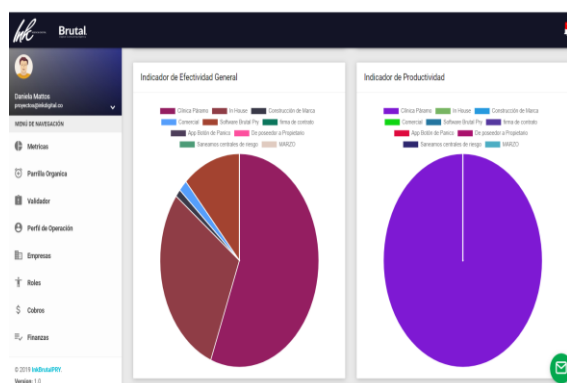 Ink
Brutal
Daniela Mattos
proyectos@inkdigital.co
MENÚ DE NAVEGACIÓN
Metricas
Parrilla Organica
Validador
Perfil de Operación
Empresas
Roles
Cobros
Finanzas
© 2019 InkBrutalPRY
Version: 1.0
Indicador de Efectividad General
Clinica Páramo In House Construcción de Marca
Comercial Software Brutal Pry firma de contrato
App Botón de Panico De poseedor a Propietario
Saneamos centrales de riesgo MARZO
Indicador de Productividad
Clinica Páramo In House Construcción de Marca
Comercial Software Brutal Pry firma de contrato
App Botón de Panico De poseedor a Propietario
Saneamos centrales de riesgo MARZO